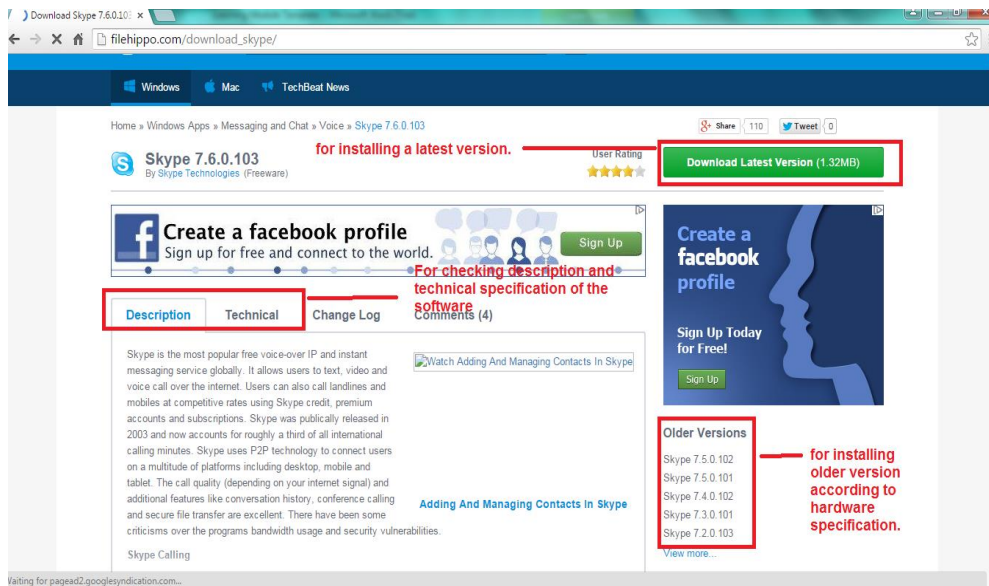 Download Skype 7.6.0.103
filehippo.com/download_skype/
Windows
Mac
TechBeat News
Home » Windows Apps » Messaging and Chat » Voice » Skype 7.6.0.103
Share 110
Tweet 0
Skype 7.6.0.103
By Skype Technologies (Freeware)
for installing a latest version.
User Rating
Download Latest Version (1.32MB)
Create a facebook profile
Sign up for free and connect to the world.
Sign Up
Create a
facebook
profile
Sign Up Today
for Free!
Sign Up
For checking description and
technical specification of the
software
Description
Technical
Change Log
Comments (4)
Skype is the most popular free voice-over IP and instant
messaging service globally. It allows users to text, video and
voice call over the internet. Users can also call landlines and
mobiles at competitive rates using Skype credit, premium
accounts and subscriptions. Skype was publically released in
2003 and now accounts for roughly a third of all international
calling minutes. Skype uses P2P technology to connect users
on a multitude of platforms including desktop, mobile and
tablet. The call quality (depending on your internet signal) and
additional features like conversation history, conference calling
and secure file transfer are excellent. There have been some
criticisms over the programs bandwidth usage and security vulnerabilities.
Skype Calling
Watch Adding And Managing Contacts In Skype
Adding And Managing Contacts In Skype
Older Versions
Skype 7.5.0.102
Skype 7.5.0.101
Skype 7.4.0.102
Skype 7.3.0.101
Skype 7.2.0.103
View more...
for installing
older version
according to
hardware
specification.
Waiting for pagead2.googlesyndication.com...